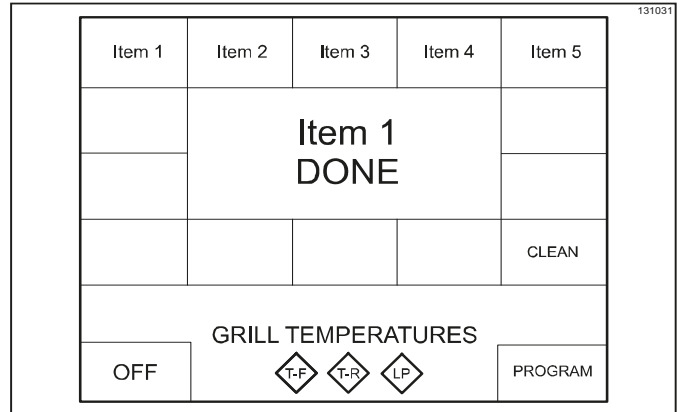 131031
Item 1 Item 2 Item 3 Item 4 Item 5
Item 1
DONE
CLEAN
GRILL TEMPERATURES
OFF T-F T-R LP PROGRAM